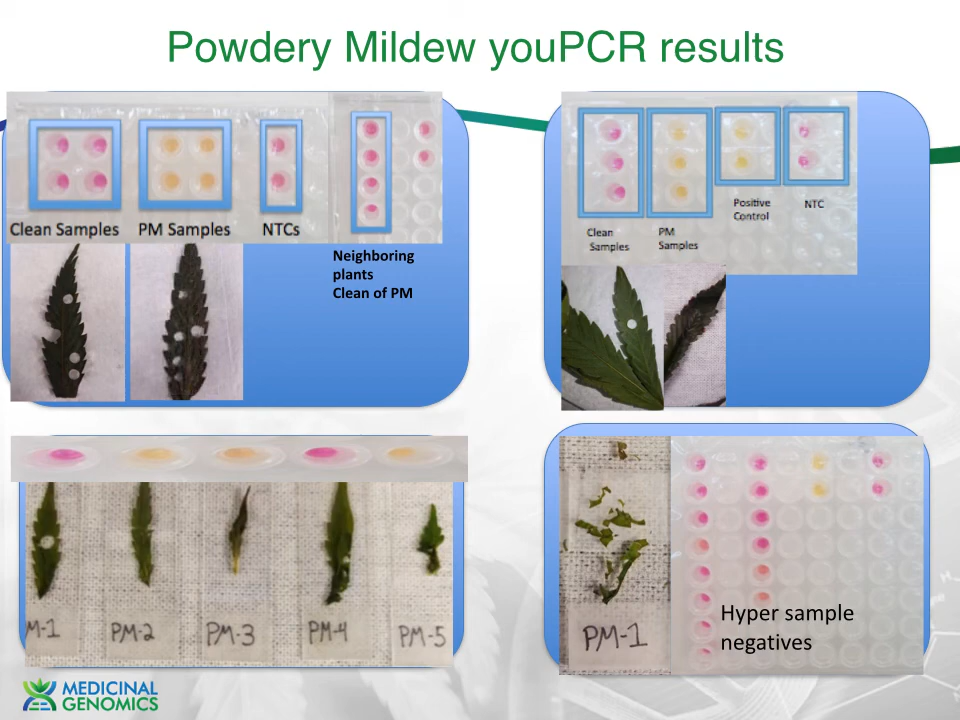 Powdery Mildew youPCR results
Clean Samples
PM Samples
NTCs
Neighboring
plants
Clean of PM
Clean
Samples
PM
Samples
Positive
Control
NTC
M-1
PM-2
PM-3
PM-4
PM-5
PM-1
Hyper sample
negatives
MEDICINAL
GENOMICS